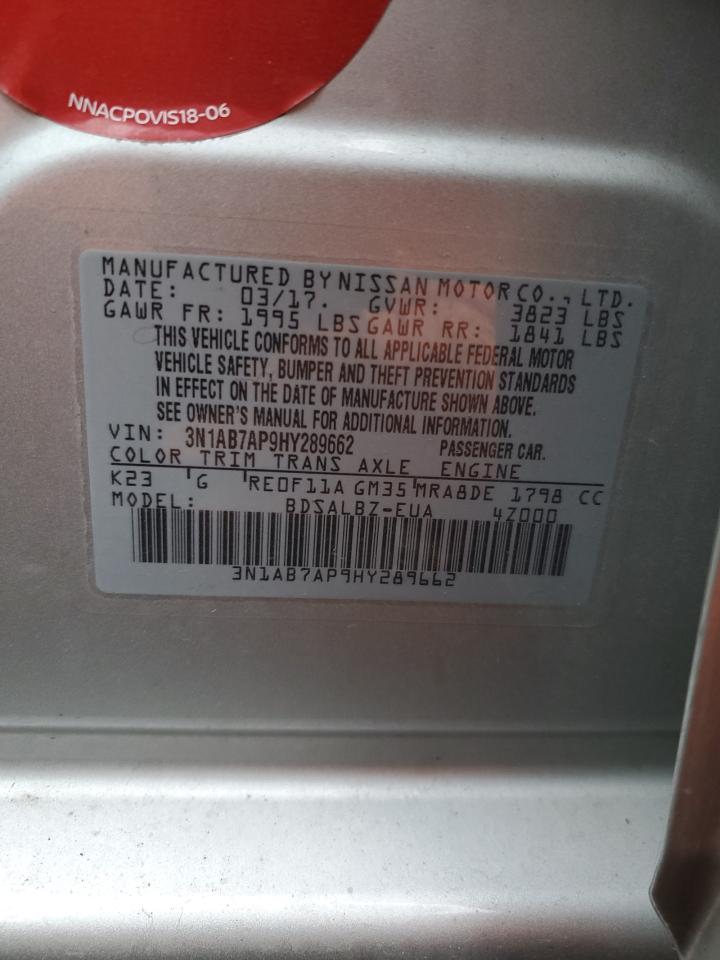 NNACPOVIS18-06
MANUFACTURED BY NISSAN MOTOR CO., LTD.
DATE: 03/17. GVWR: 3823 LBS
GAWR FR: 1995 LBS GAWR RR: 1841 LBS
THIS VEHICLE CONFORMS TO ALL APPLICABLE FEDERAL MOTOR
VEHICLE SAFETY, BUMPER AND THEFT PREVENTION STANDARDS
IN EFFECT ON THE DATE OF MANUFACTURE SHOWN ABOVE.
SEE OWNER'S MANUAL FOR ADDITIONAL INFORMATION.
VIN: 3N1AB7AP9HY289662 PASSENGER CAR.
COLOR TRIM TRANS AXLE ENGINE
K23 G RE0F11A GM35 MRA8DE 1798 CC
MODEL: BDSALBZ-EUA 4Z000
3N1AB7AP9HY289662